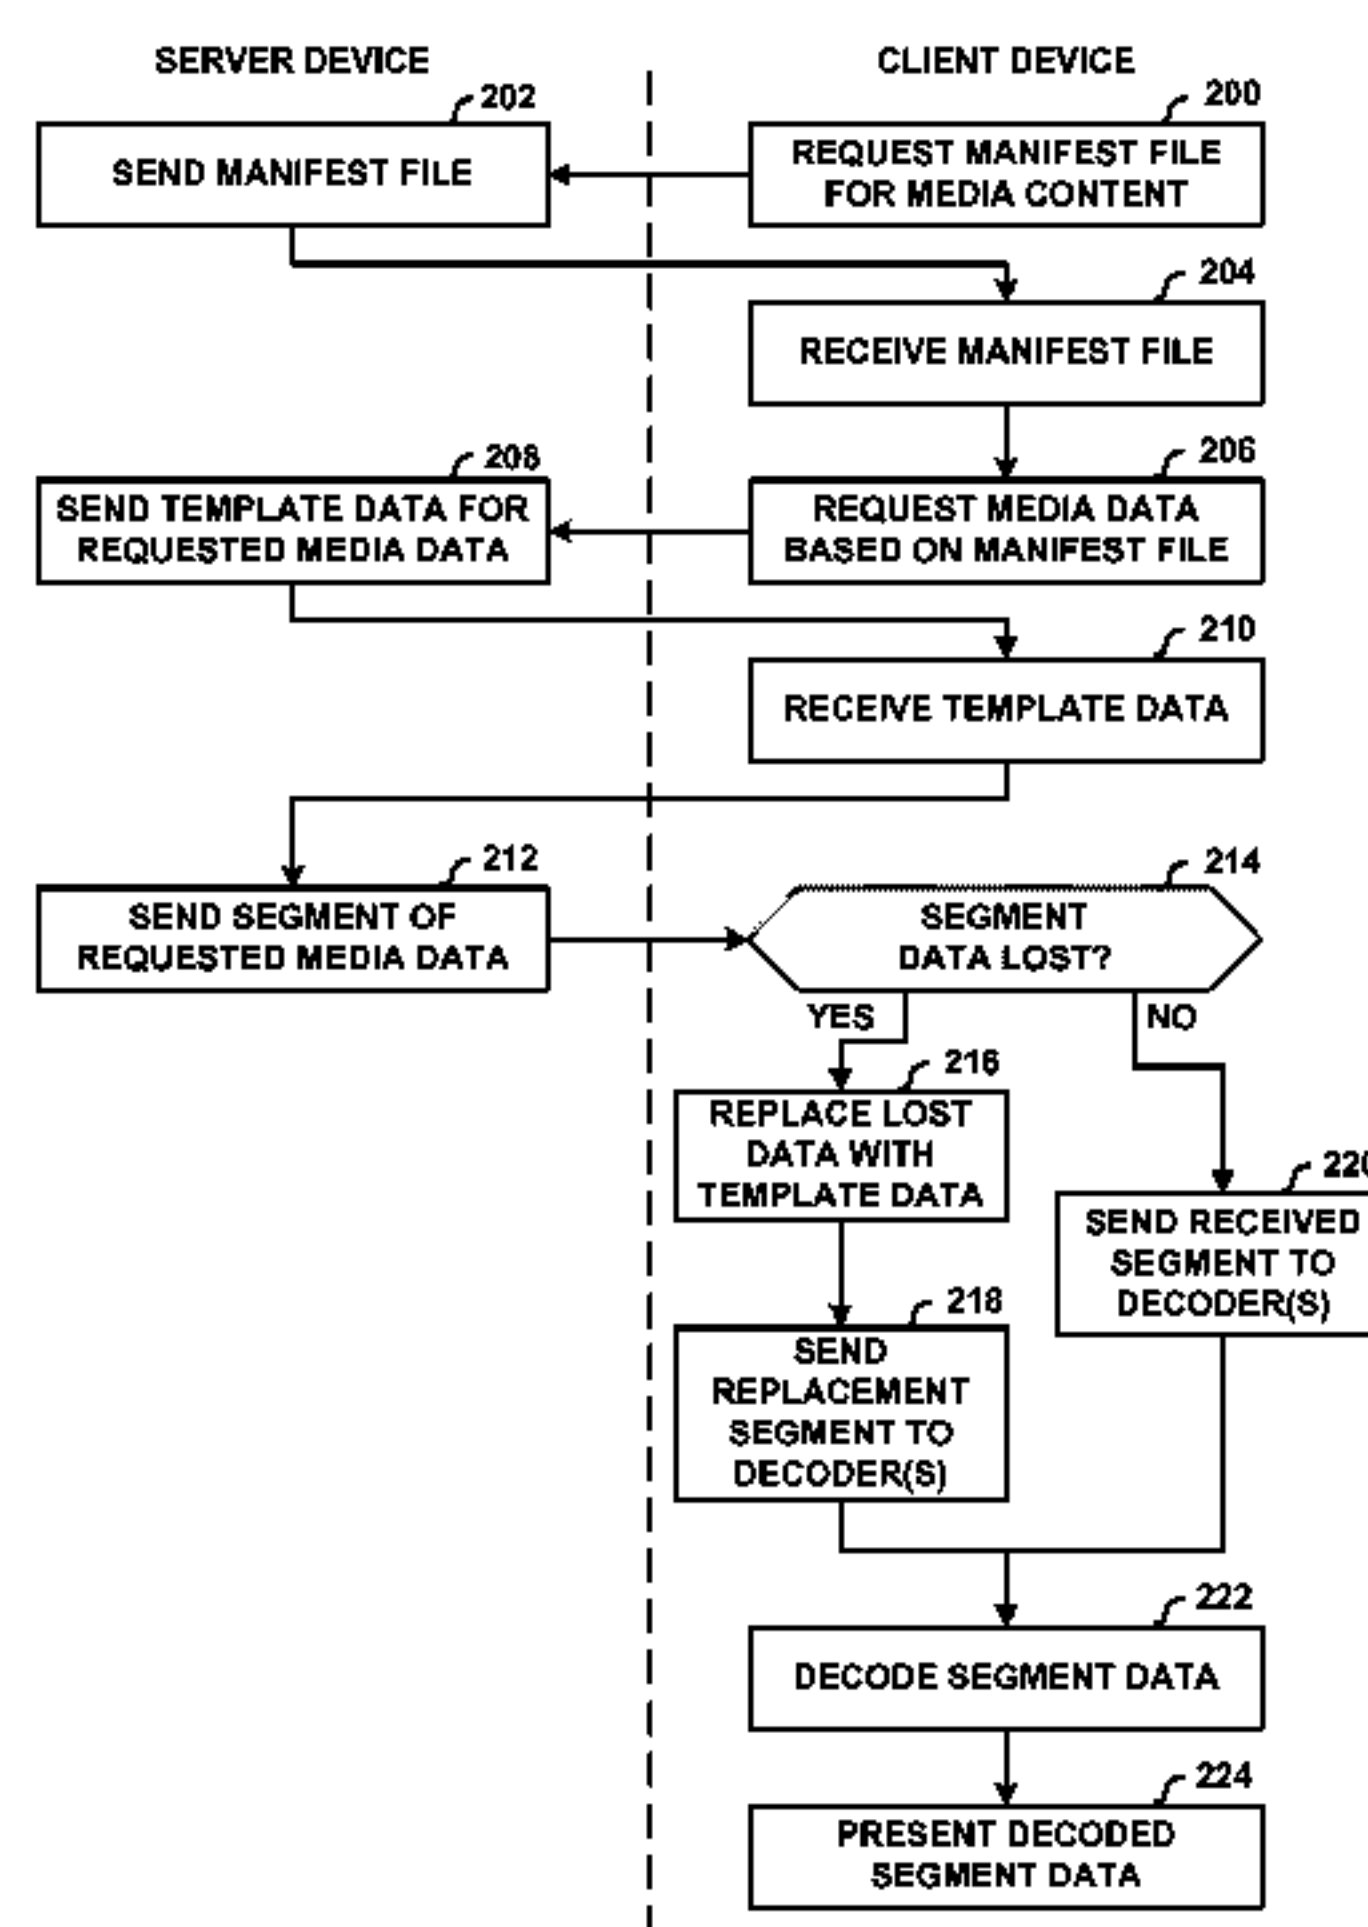 SERVER DEVICE
CLIENT DEVICE
202
SEND MANIFEST FILE
200
REQUEST MANIFEST FILE
FOR MEDIA CONTENT
204
RECEIVE MANIFEST FILE
208
SEND TEMPLATE DATA FOR
REQUESTED MEDIA DATA
206
REQUEST MEDIA DATA
BASED ON MANIFEST FILE
210
RECEIVE TEMPLATE DATA
212
SEND SEGMENT OF
REQUESTED MEDIA DATA
214
SEGMENT
DATA LOST?
YES
NO
216
REPLACE LOST
DATA WITH
TEMPLATE DATA
220
SEND RECEIVED
SEGMENT TO
DECODER(S)
218
SEND
REPLACEMENT
SEGMENT TO
DECODER(S)
222
DECODE SEGMENT DATA
224
PRESENT DECODED
SEGMENT DATA